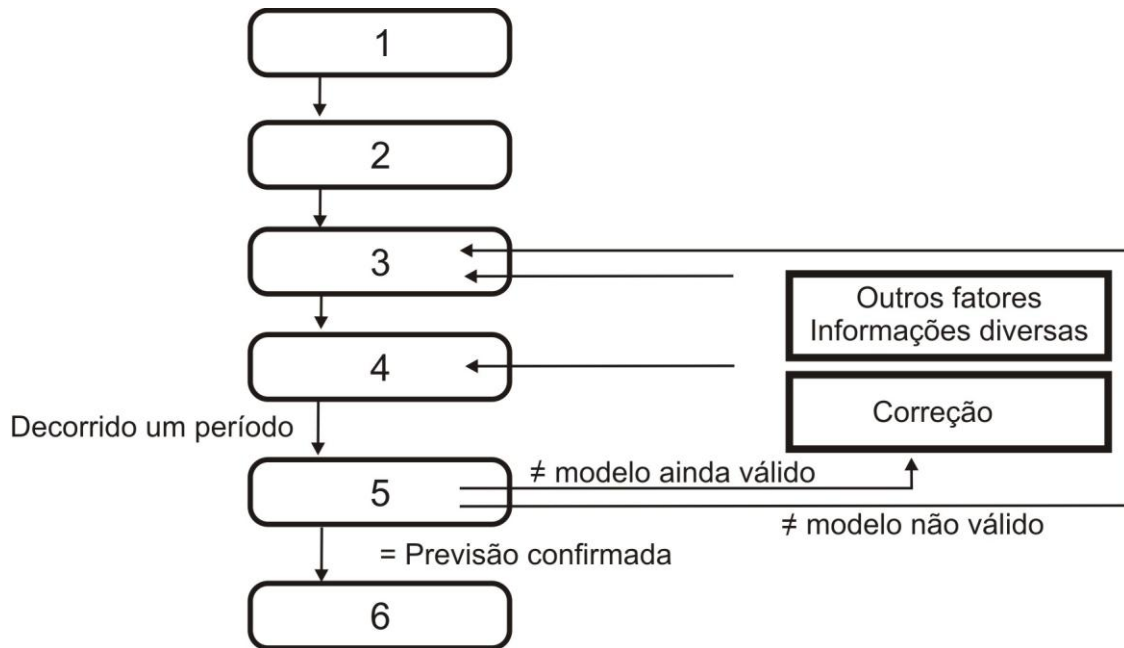 1
2
3
Outros fatores
Informações diversas
4
Correção
Decorrido um período
5
≠ modelo ainda válido
≠ modelo não válido
= Previsão confirmada
6